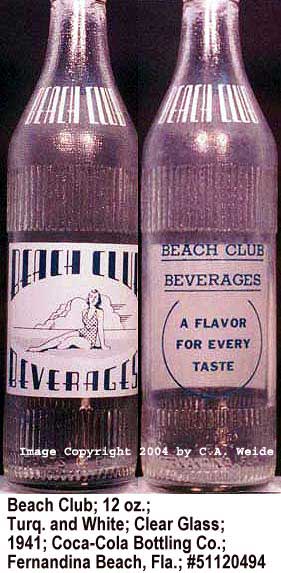 BEACH CLUB
BEACH CLUB
BEACH CLUB
BEVERAGES
BEACH CLUB
BEVERAGES
A FLAVOR
FOR EVERY
TASTE
Image Copyright 2004 by C.A. Weide
Beach Club; 12 oz.;
Turq. and White; Clear Glass;
1941; Coca-Cola Bottling Co.;
Fernandina Beach, Fla.; #51120494